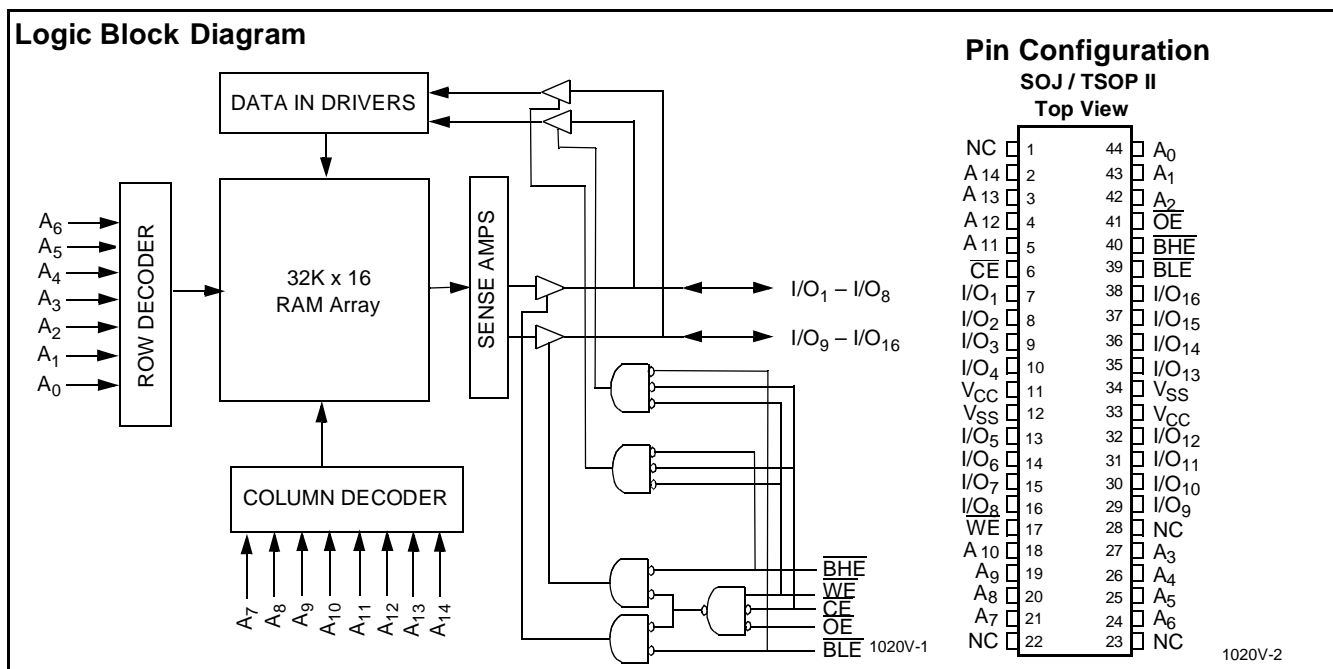 Logic Block Diagram
DATA IN DRIVERS
A6
A5
A4
A3
A2
A1
A0
ROW DECODER
32K x 16
RAM Array
SENSE AMPS
I/O1 – I/O8
I/O9 – I/O16
COLUMN DECODER
A7
A8
A9
A10
A11
A12
A13
A14
BHE
WE
CE
OE
BLE
1020V-1
Pin Configuration
SOJ / TSOP II
Top View
NC 1 44 A0
A14 2 43 A1
A13 3 42 A2
A12 4 41 OE
A11 5 40 BHE
CE 6 39 BLE
I/O1 7 38 I/O16
I/O2 8 37 I/O15
I/O3 9 36 I/O14
I/O4 10 35 I/O13
VCC 11 34 VSS
VSS 12 33 VCC
I/O5 13 32 I/O12
I/O6 14 31 I/O11
I/O7 15 30 I/O10
I/O8 16 29 I/O9
WE 17 28 NC
A10 18 27 A3
A9 19 26 A4
A8 20 25 A5
A7 21 24 A6
NC 22 23 NC
1020V-2